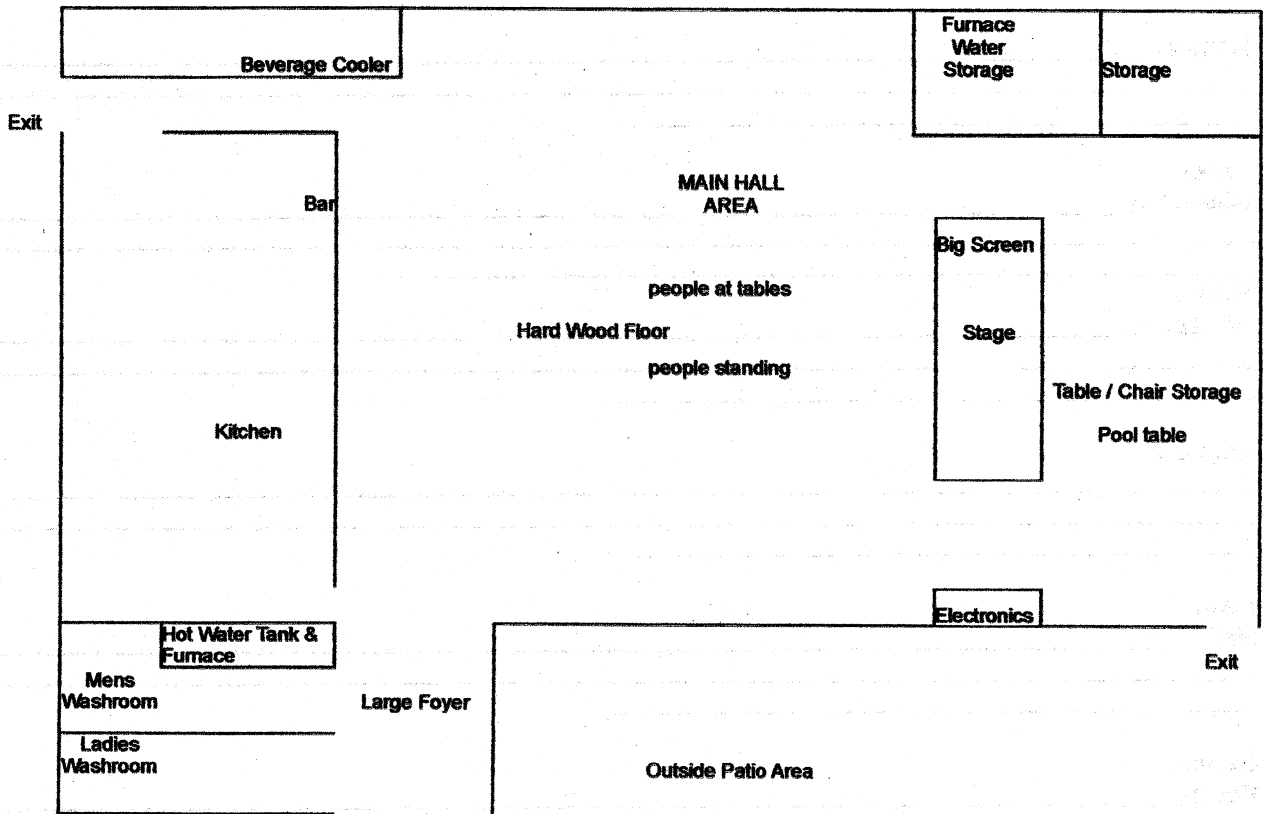 Beverage Cooler
Furnace
Water
Storage
Storage
Exit
Bar
MAIN HALL
AREA
Big Screen
people at tables
Hard Wood Floor
Stage
people standing
Table / Chair Storage
Kitchen
Pool table
Electronics
Hot Water Tank &
Furnace
Exit
Mens
Washroom
Large Foyer
Ladies
Washroom
Outside Patio Area